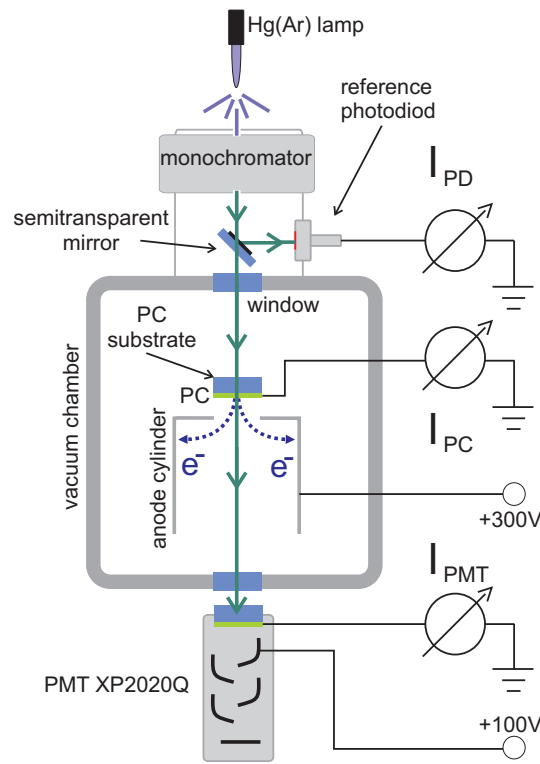 Hg(Ar) lamp
reference
photodiod
monochromator
I PD
semitransparent
mirror
window
PC
substrate
PC
vacuum chamber
anode cylinder
e-
e-
I PC
+300V
I PMT
PMT XP2020Q
+100V